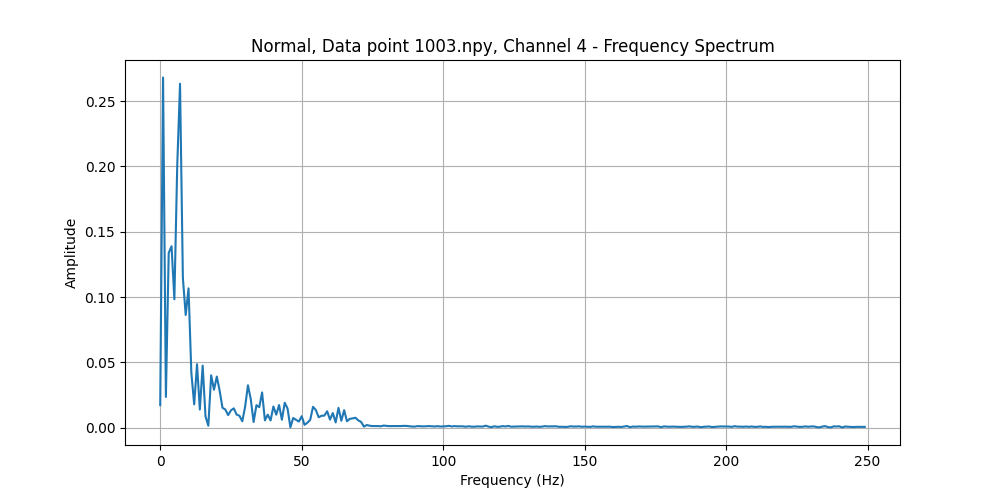 Normal, Data point 1003.npy, Channel 4 - Frequency Spectrum
0.25
0.20
0.15
0.10
0.05
0.00
Amplitude
0 50 100 150 200 250
Frequency (Hz)